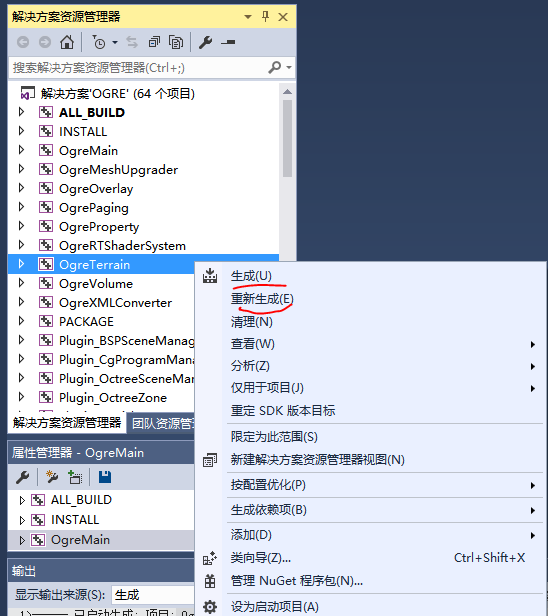 解决方案资源管理器
搜索解决方案资源管理器(Ctrl+;)
解决方案'OGRE' (64 个项目)
ALL_BUILD
INSTALL
OgreMain
OgreMeshUpgrader
OgreOverlay
OgrePaging
OgreProperty
OgreRTShaderSystem
OgreTerrain
OgreVolume
OgreXMLConverter
PACKAGE
Plugin_BSPSceneManag
Plugin_CgProgramMana
Plugin_OctreeSceneMar
Plugin_OctreeZone
解决方案资源管理器
团队资源管
属性管理器 - OgreMain
ALL_BUILD
INSTALL
OgreMain
输出
显示输出来源(S):
生成
生成(U)
重新生成(E)
清理(N)
查看(W)
分析(Z)
仅用于项目(J)
重定 SDK 版本目标
限定为此范围(S)
新建解决方案资源管理器视图(N)
按配置优化(P)
生成依赖项(B)
添加(D)
类向导(Z)...
Ctrl+Shift+X
管理 NuGet 程序包(N)...
设为启动项目(A)